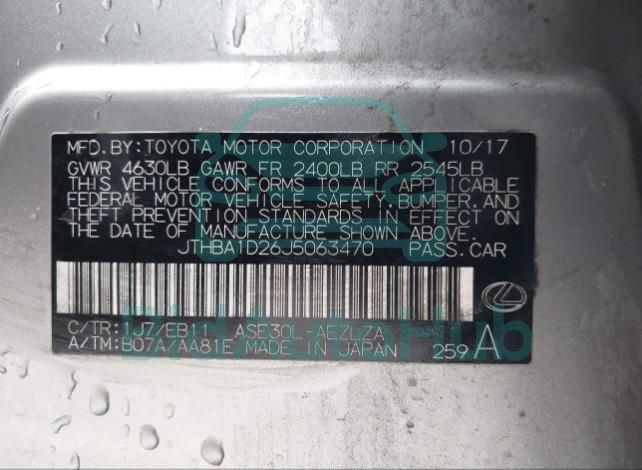 MFD. BY: TOYOTA MOTOR CORPORATION 10/17
GVWR 4630LB GAWR FR 2400LB RR 2545LB
THIS VEHICLE CONFORMS TO ALL APPLICABLE
FEDERAL MOTOR VEHICLE SAFETY, BUMPER, AND
THEFT PREVENTION STANDARDS IN EFFECT ON
THE DATE OF MANUFACTURE SHOWN ABOVE.
JTHBA1D26J5063470 PASS. CAR
C/TR: 1J7/EB11 ASE30L-AEZLZA
A/TM: B07A/AA81E MADE IN JAPAN 259 A
BidAutoHub